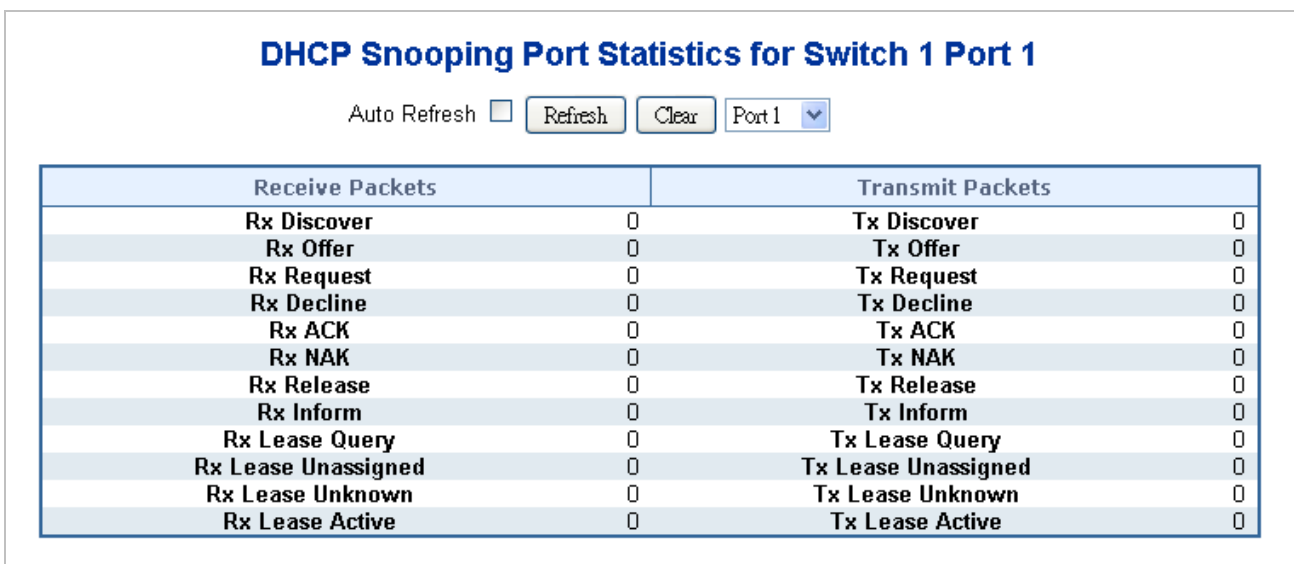 DHCP Snooping Port Statistics for Switch 1 Port 1
Auto Refresh Refresh Clear Port 1
Receive Packets Transmit Packets
Rx Discover 0 Tx Discover 0
Rx Offer 0 Tx Offer 0
Rx Request 0 Tx Request 0
Rx Decline 0 Tx Decline 0
Rx ACK 0 Tx ACK 0
Rx NAK 0 Tx NAK 0
Rx Release 0 Tx Release 0
Rx Inform 0 Tx Inform 0
Rx Lease Query 0 Tx Lease Query 0
Rx Lease Unassigned 0 Tx Lease Unassigned 0
Rx Lease Unknown 0 Tx Lease Unknown 0
Rx Lease Active 0 Tx Lease Active 0